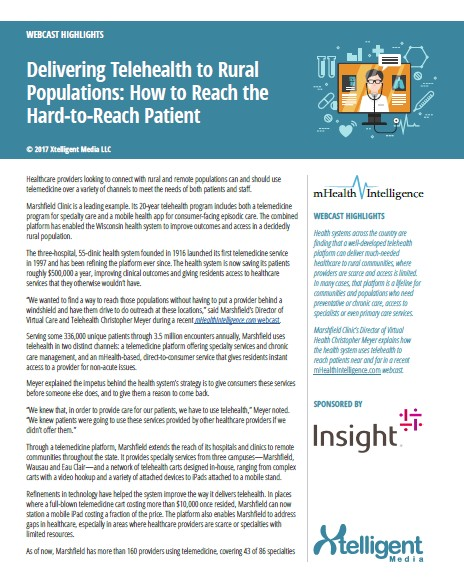 WEBCAST HIGHLIGHTS
Delivering Telehealth to Rural
Populations: How to Reach the
Hard-to-Reach Patient
© 2017 Xtelligent Media LLC
Healthcare providers looking to connect with rural and remote populations can and should use
telemedicine over a variety of channels to meet the needs of both patients and staff.
Marshfield Clinic is a leading example. Its 20-year telehealth program includes both a telemedicine
program for specialty care and a mobile health app for consumer-facing episodic care. The combined
platform has enabled the Wisconsin health system to improve outcomes and access in a decidedly
rural population.
The three-hospital, 55-clinic health system founded in 1916 launched its first telemedicine service
in 1997 and has been refining the platform ever since. The health system is now saving its patients
roughly $500,000 a year, improving clinical outcomes and giving residents access to healthcare
services that they otherwise wouldn't have.
"We wanted to find a way to reach those populations without having to put a provider behind a
windshield and have them drive to do outreach at these locations," said Marshfield's Director of
Virtual Care and Telehealth Christopher Meyer during a recent mHealthIntelligence.com webcast.
Serving some 336,000 unique patients through 3.5 million encounters annually, Marshfield uses
telehealth in two distinct channels: a telemedicine platform offering specialty services and chronic
care management, and an mHealth-based, direct-to-consumer service that gives residents instant
access to a provider for non-acute issues.
Meyer explained the impetus behind the health system's strategy is to give consumers these services
before someone else does, and to give them a reason to come back.
"We knew that, in order to provide care for our patients, we have to use telehealth," Meyer noted.
"We knew patients were going to use these services provided by other healthcare providers if we
didn't offer them."
Through a telemedicine platform, Marshfield extends the reach of its hospitals and clinics to remote
communities throughout the state. It provides specialty services from three campuses—Marshfield,
Wausau and Eau Clair—and a network of telehealth carts designed in-house, ranging from complex
carts with a video hookup and a variety of attached devices to iPads attached to a mobile stand.
Refinements in technology have helped the system improve the way it delivers telehealth. In places
where a full-blown telemedicine cart costing more than $10,000 once resided, Marshfield can now
station a mobile iPad costing a fraction of the price. The platform also enables Marshfield to address
gaps in healthcare, especially in areas where healthcare providers are scarce or specialties with
limited resources.
As of now, Marshfield has more than 160 providers using telemedicine, covering 43 of 86 specialties
mHealth Intelligence
WEBCAST HIGHLIGHTS
Health systems across the country are
finding that a well-developed telehealth
platform can deliver much-needed
healthcare to rural communities, where
providers are scarce and access is limited.
In many cases, that platform is a lifeline for
communities and populations who need
preventative or chronic care, access to
specialists or even primary care services.
Marshfield Clinic's Director of Virtual
Health Christopher Meyer explains how
the health system uses telehealth to
reach patients near and far in a recent
mHealthIntelligence.com webcast.
SPONSORED BY
Insight
Xtelligent
Media